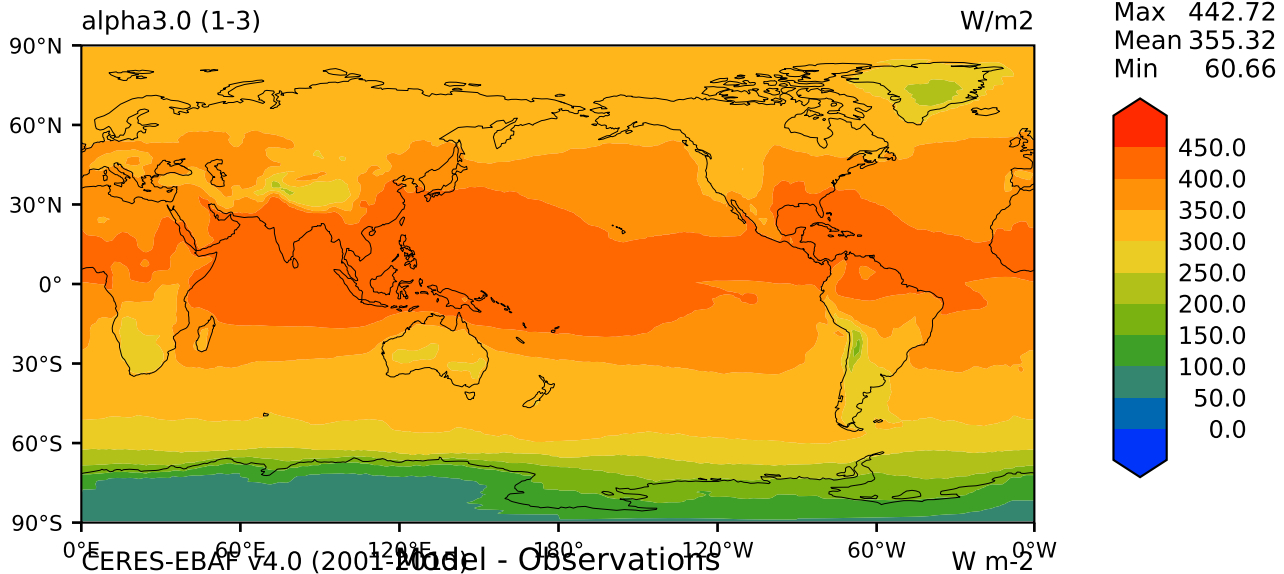 alpha3.0 (1-3)
W/m2
Max 442.72
Mean 355.32
Min 60.66
90°N
60°N
30°N
0°
30°S
60°S
90°S
0°E 60°E 120°E 180° 120°W 60°W 0°W
450.0
400.0
350.0
300.0
250.0
200.0
150.0
100.0
50.0
0.0
CERES-EBAF v4.0 (2001-2015)
Model - Observations
W m-2